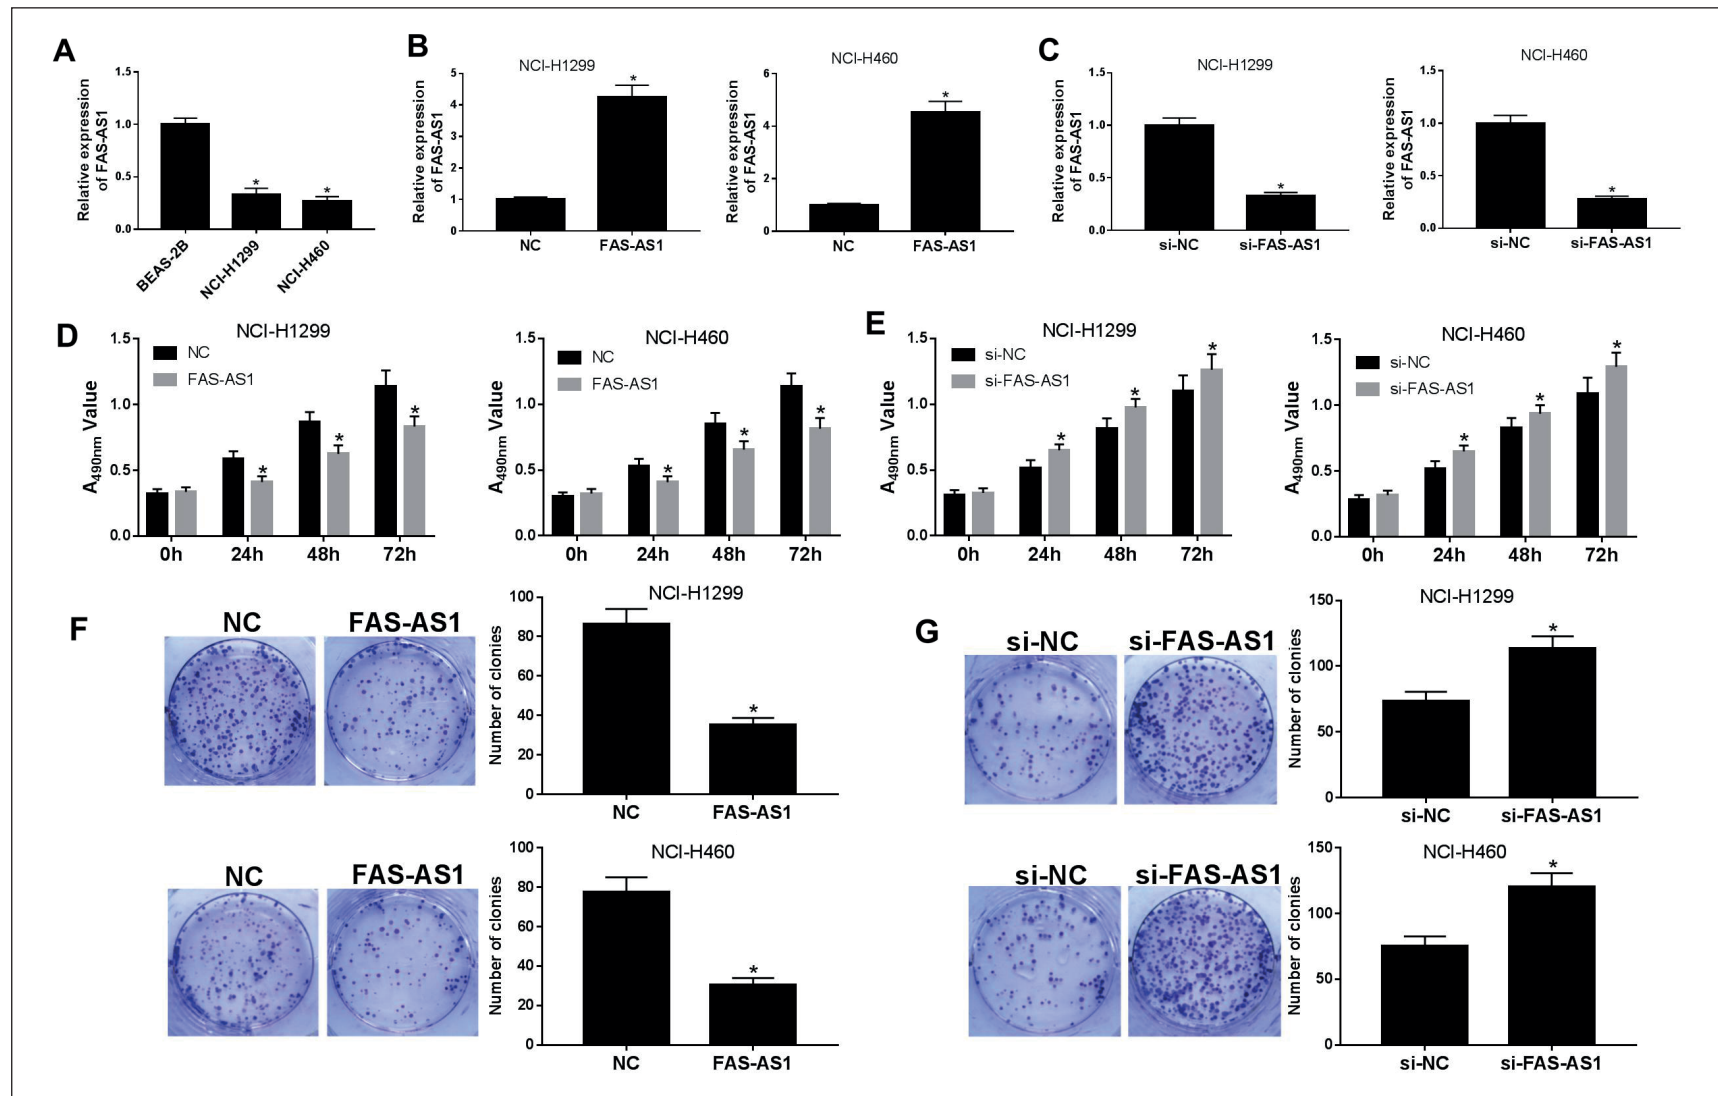 A
Relative expression
of FAS-AS1
1.5
1.0
0.5
0.0
*
*
BEAS-2B
NCI-H1299
NCI-H460
B
NCI-H1299
Relative expression
of FAS-AS1
5
4
3
2
1
0
*
NC
FAS-AS1
NCI-H460
Relative expression
of FAS-AS1
6
4
2
0
*
NC
FAS-AS1
C
NCI-H1299
Relative expression
of FAS-AS1
1.5
1.0
0.5
0.0
*
si-NC
si-FAS-AS1
NCI-H460
Relative expression
of FAS-AS1
1.5
1.0
0.5
0.0
*
si-NC
si-FAS-AS1
D
NCI-H1299
A490nm Value
1.5
1.0
0.5
0.0
NC
FAS-AS1
*
*
*
0h
24h
48h
72h
NCI-H460
A490nm Value
1.5
1.0
0.5
0.0
NC
FAS-AS1
*
*
*
0h
24h
48h
72h
E
NCI-H1299
A490nm Value
1.5
1.0
0.5
0.0
si-NC
si-FAS-AS1
*
*
*
0h
24h
48h
72h
NCI-H460
A490nm Value
1.5
1.0
0.5
0.0
si-NC
si-FAS-AS1
*
*
*
0h
24h
48h
72h
F
NC
FAS-AS1
NCI-H1299
Number of clonies
100
80
60
40
20
0
*
NC
FAS-AS1
NC
FAS-AS1
NCI-H460
Number of clonies
100
80
60
40
20
0
*
NC
FAS-AS1
G
si-NC
si-FAS-AS1
NCI-H1299
Number of clonies
150
100
50
0
*
si-NC
si-FAS-AS1
si-NC
si-FAS-AS1
NCI-H460
Number of clonies
150
100
50
0
*
si-NC
si-FAS-AS1